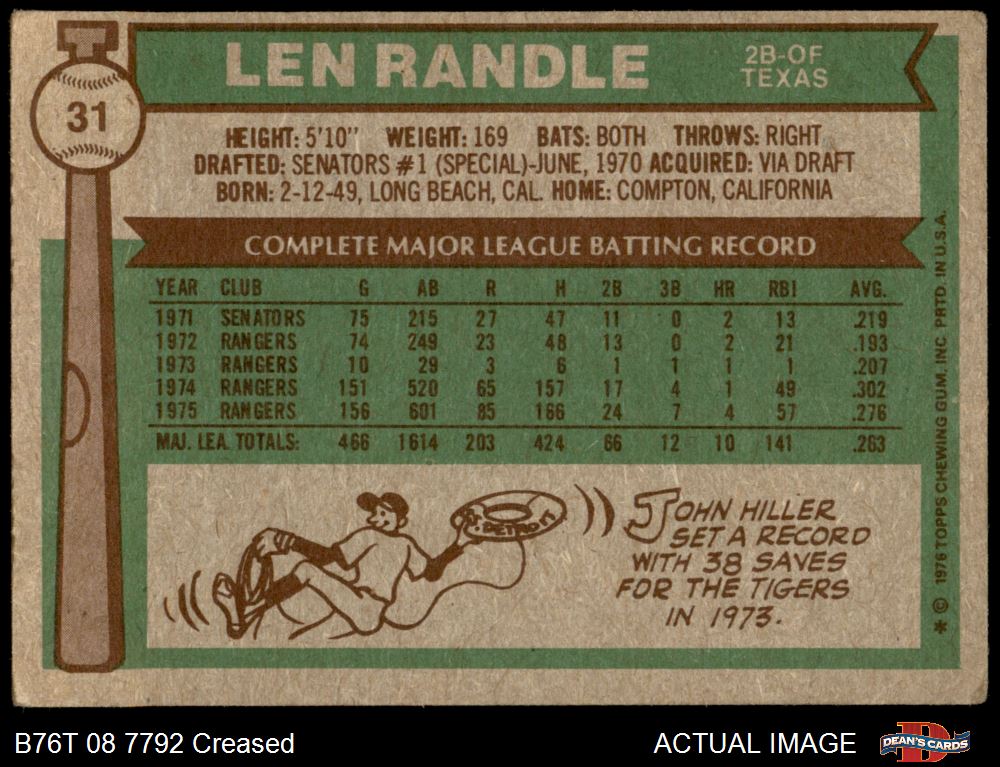 31
LEN RANDLE
2B-OF
TEXAS
HEIGHT: 5'10" WEIGHT: 169 BATS: BOTH THROWS: RIGHT
DRAFTED: SENATORS #1 (SPECIAL)-JUNE, 1970 ACQUIRED: VIA DRAFT
BORN: 2-12-49, LONG BEACH, CAL. HOME: COMPTON, CALIFORNIA
COMPLETE MAJOR LEAGUE BATTING RECORD
YEAR CLUB G AB R H 2B 3B HR RBI AVG.
1971 SENATORS 75 215 27 47 11 0 2 13 .219
1972 RANGERS 74 249 23 48 13 0 2 21 .193
1973 RANGERS 10 29 3 6 1 1 1 1 .207
1974 RANGERS 151 520 65 157 17 4 1 49 .302
1975 RANGERS 156 601 85 166 24 7 4 57 .276
MAJ. LEA. TOTALS: 466 1614 203 424 66 12 10 141 .263
DETROIT
JOHN HILLER
SET A RECORD
WITH 38 SAVES
FOR THE TIGERS
IN 1973.
* © 1976 TOPPS CHEWING GUM, INC. PRTD. IN U.S.A.
B76T 08 7792 Creased
ACTUAL IMAGE
D
DEAN'S CARDS